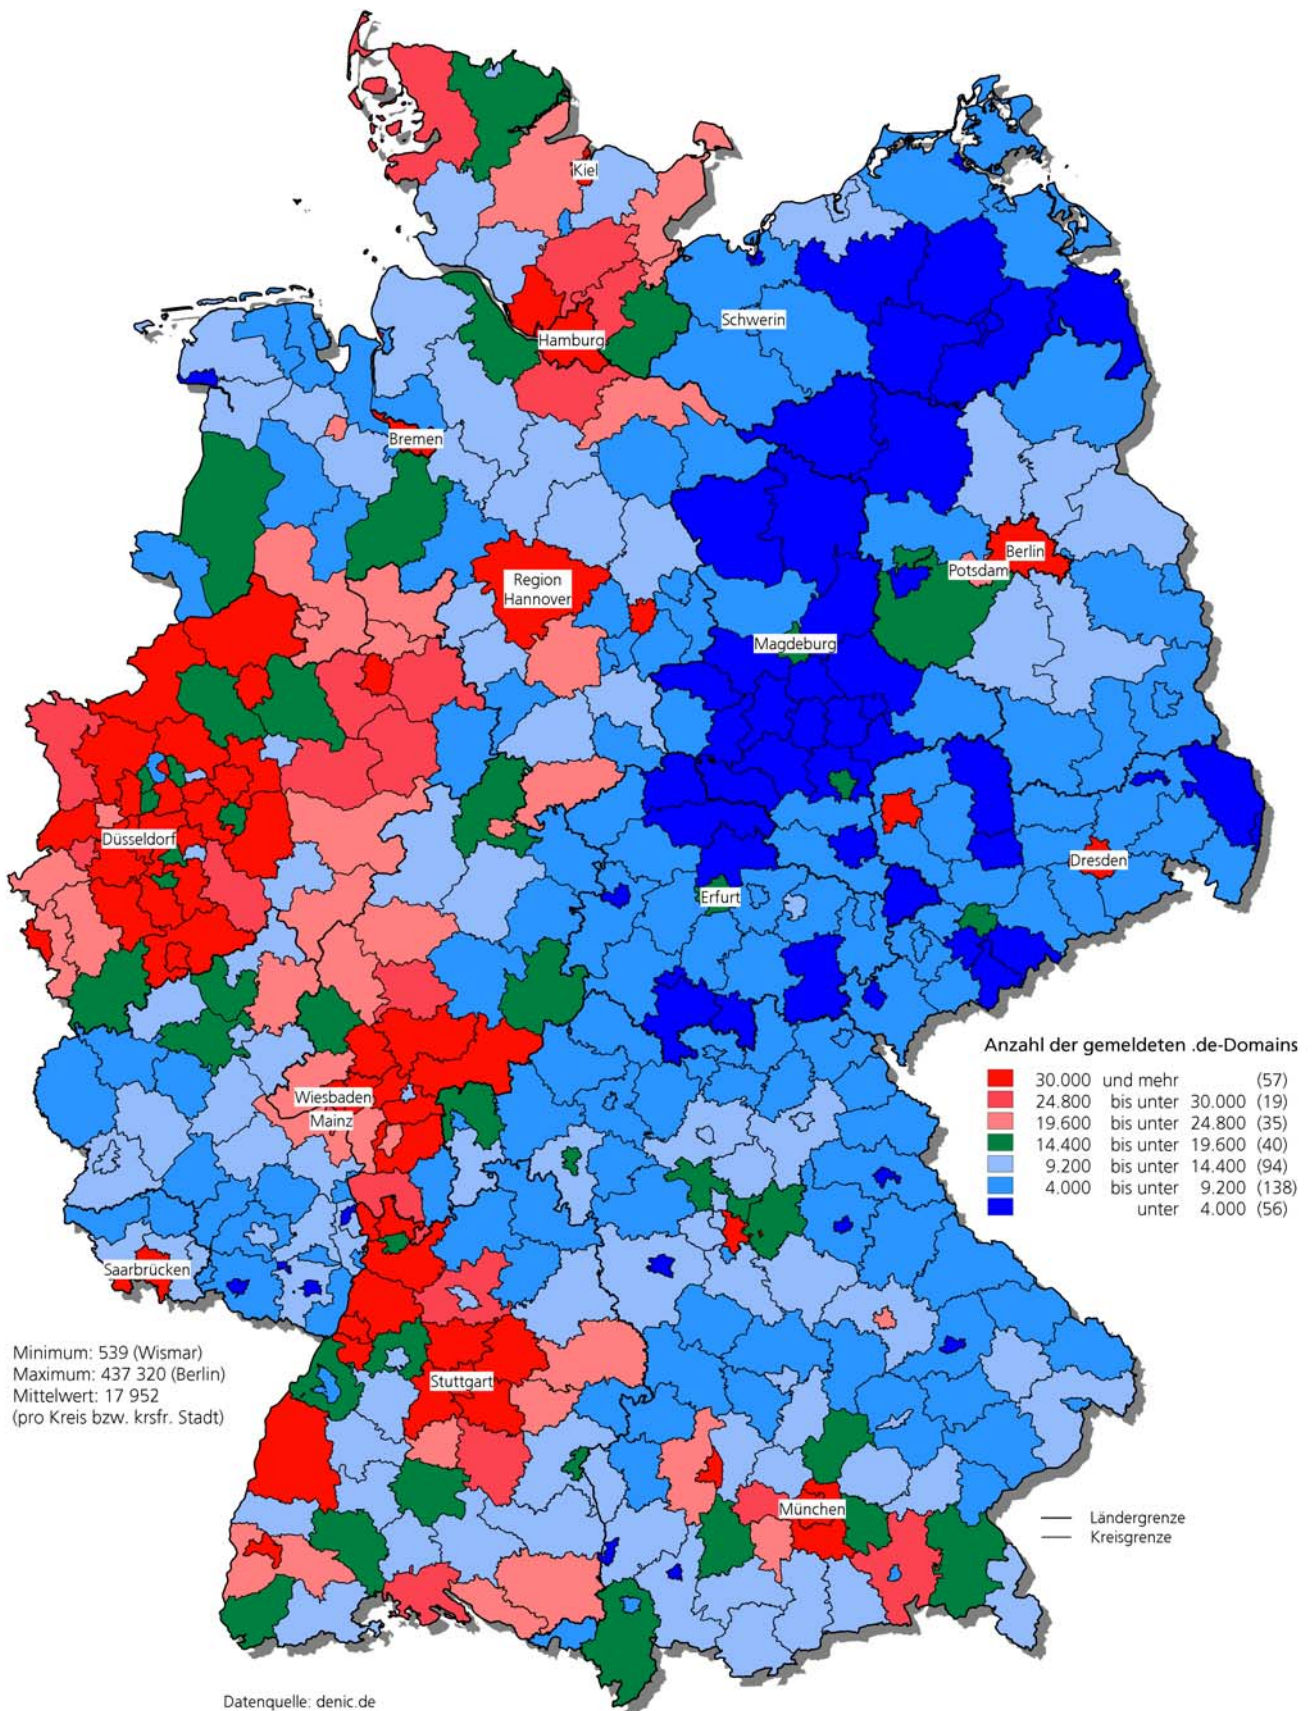 Kiel
Schwerin
Hamburg
Bremen
Berlin
Potsdam
Region
Hannover
Magdeburg
Düsseldorf
Dresden
Erfurt
Anzahl der gemeldeten .de-Domains
30.000 und mehr (57)
24.800 bis unter 30.000 (19)
19.600 bis unter 24.800 (35)
14.400 bis unter 19.600 (40)
9.200 bis unter 14.400 (94)
4.000 bis unter 9.200 (138)
unter 4.000 (56)
Wiesbaden
Mainz
Saarbrücken
Minimum: 539 (Wismar)
Maximum: 437 320 (Berlin)
Mittelwert: 17 952
(pro Kreis bzw. krsfr. Stadt)
Stuttgart
München
Ländergrenze
Kreisgrenze
Datenquelle: denic.de